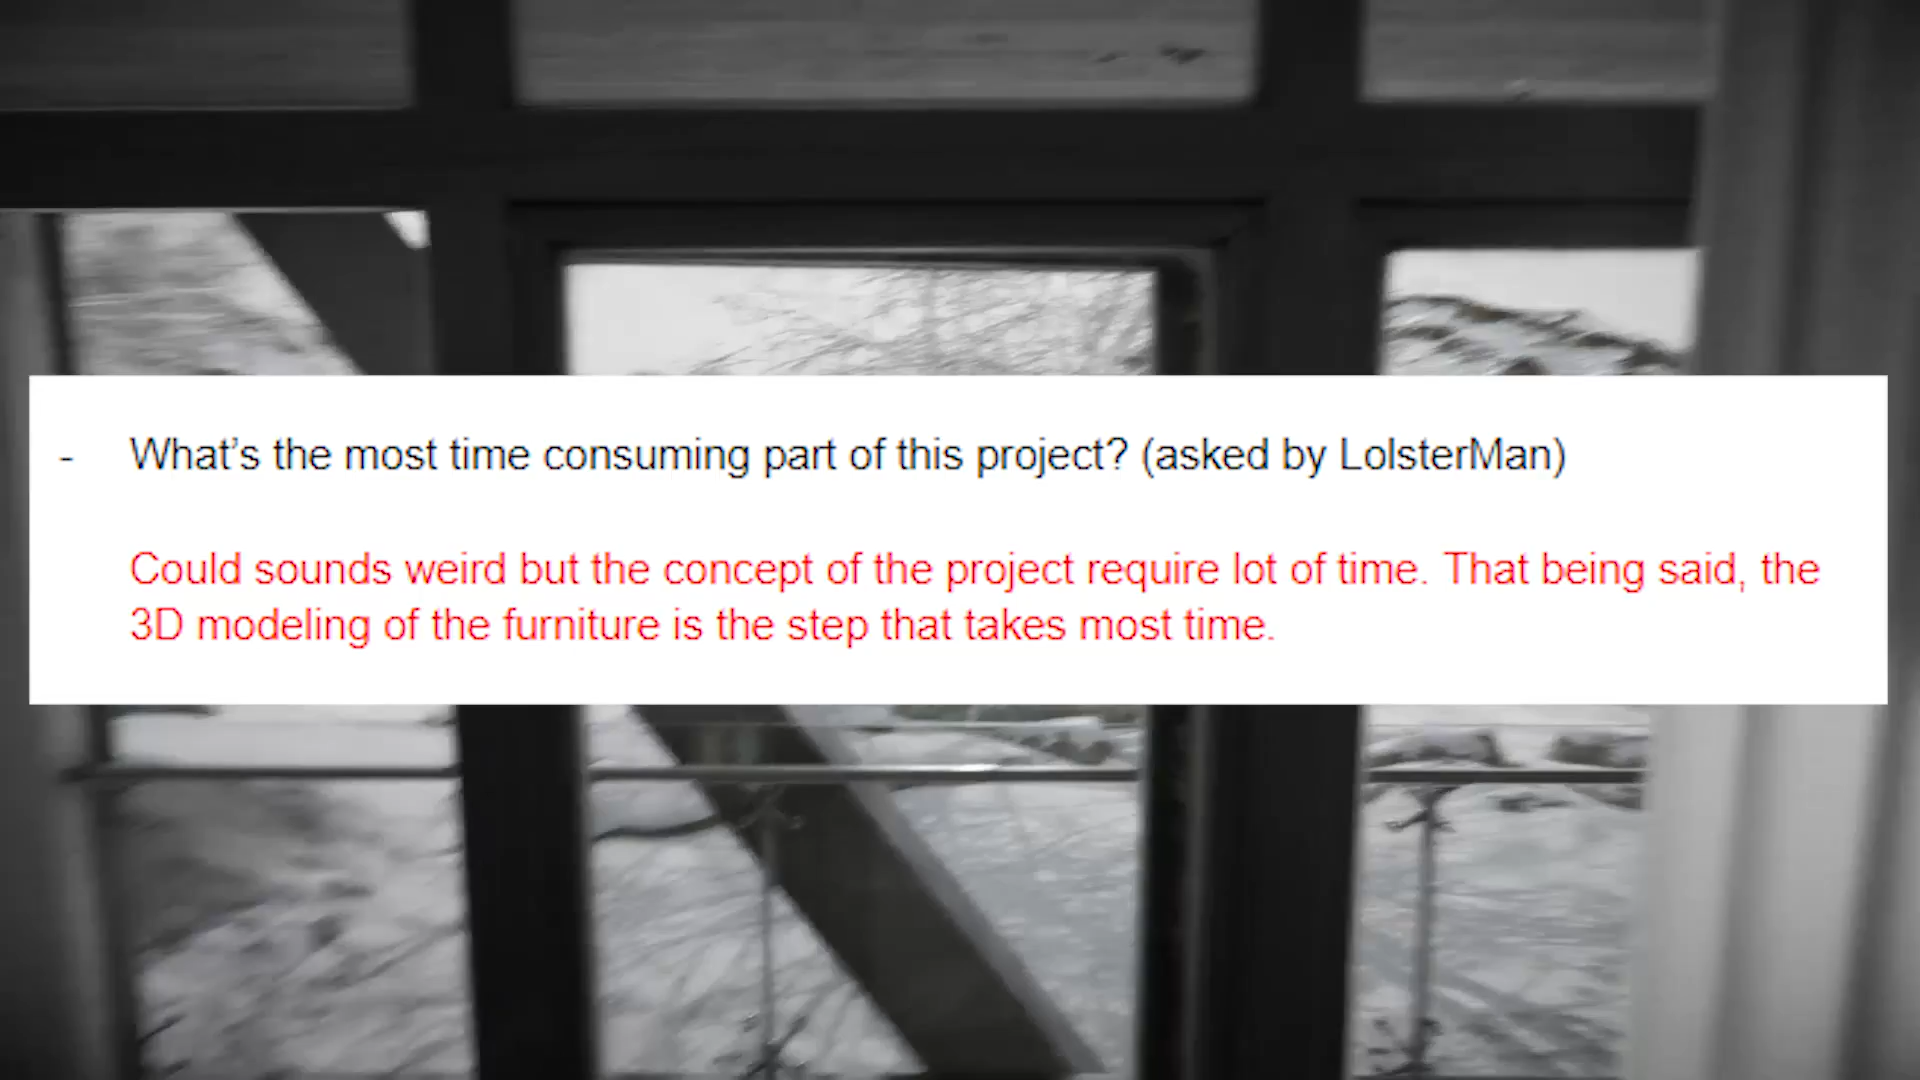 - What’s the most time consuming part of this project? (asked by LolsterMan)
Could sounds weird but the concept of the project require lot of time. That being said, the
3D modeling of the furniture is the step that takes most time.